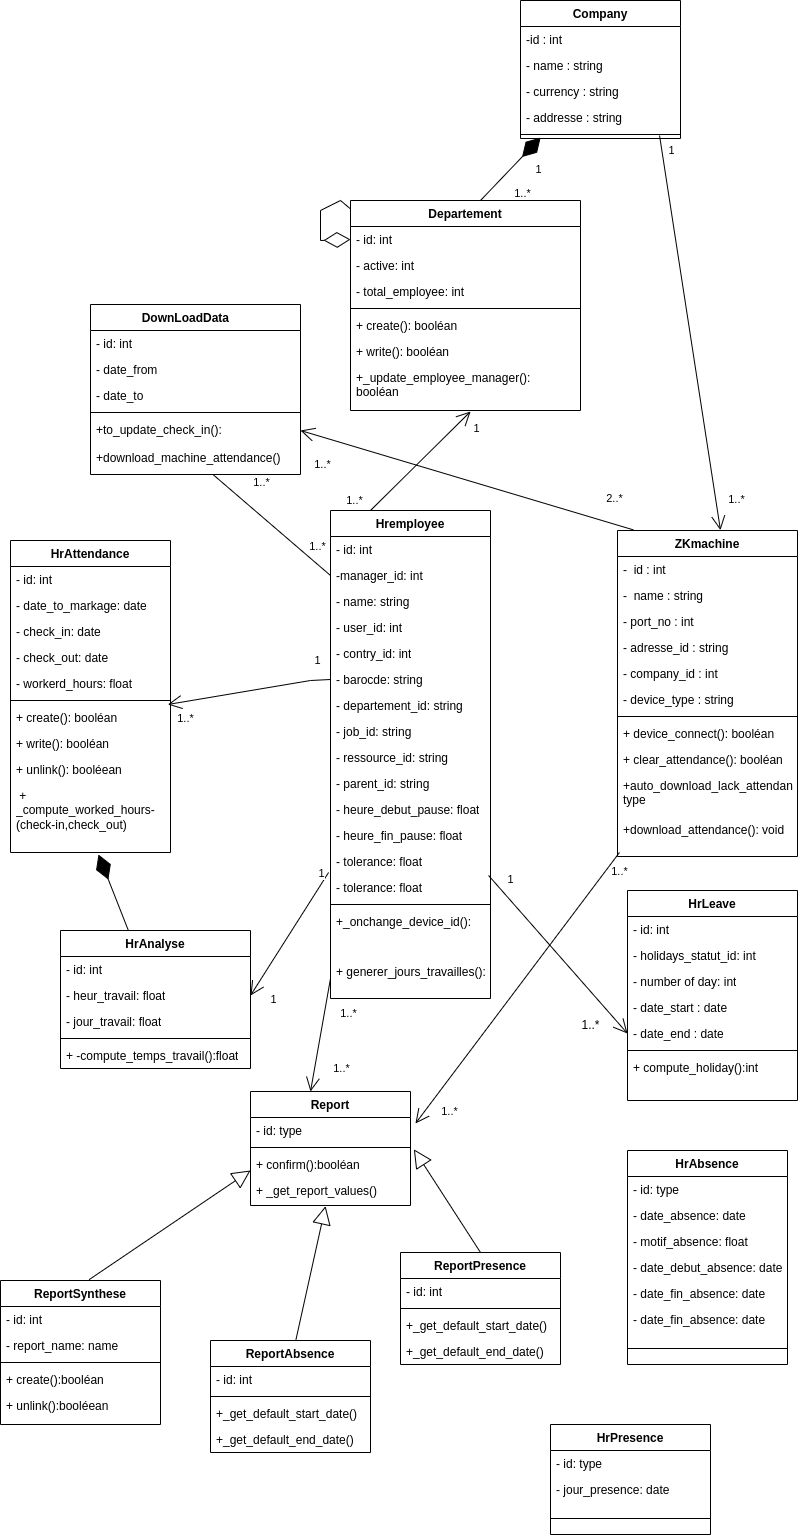 Company
-id : int
- name : string
- currency : string
- addresse : string
1
1
1..*
Departement
- id: int
- active: int
- total_employee: int
+ create(): booléan
+ write(): booléan
+_update_employee_manager():
booléan
1
DownLoadData
- id: int
- date_from
- date_to
+to_update_check_in():
+download_machine_attendance()
1..*
1..*
1..*
1..*
2..*
1..*
Hremployee
- id: int
-manager_id: int
- name: string
- user_id: int
- contry_id: int
- barocde: string
- departement_id: string
- job_id: string
- ressource_id: string
- parent_id: string
- heure_debut_pause: float
- heure_fin_pause: float
- tolerance: float
- tolerance: float
+_onchange_device_id():
+ generer_jours_travailles():
ZKmachine
- id : int
- name : string
- port_no : int
- adresse_id : string
- company_id : int
- device_type : string
+ device_connect(): booléan
+ clear_attendance(): booléan
+auto_download_lack_attendan
type
+download_attendance(): void
HrAttendance
- id: int
- date_to_markage: date
- check_in: date
- check_out: date
- workerd_hours: float
+ create(): booléan
+ write(): booléan
+ unlink(): booléean
+
_compute_worked_hours-
(check-in,check_out)
1
1..*
1
1
1
1..*
1..*
HrLeave
- id: int
- holidays_statut_id: int
- number of day: int
- date_start : date
- date_end : date
+ compute_holiday():int
HrAnalyse
- id: int
- heur_travail: float
- jour_travail: float
+ -compute_temps_travail():float
1..*
1..*
1..*
Report
- id: type
+ confirm():booléan
+ _get_report_values()
HrAbsence
- id: type
- date_absence: date
- motif_absence: float
- date_debut_absence: date
- date_fin_absence: date
- date_fin_absence: date
ReportSynthese
- id: int
- report_name: name
+ create():booléan
+ unlink():booléean
ReportAbsence
- id: int
+_get_default_start_date()
+_get_default_end_date()
ReportPresence
- id: int
+_get_default_start_date()
+_get_default_end_date()
HrPresence
- id: type
- jour_presence: date